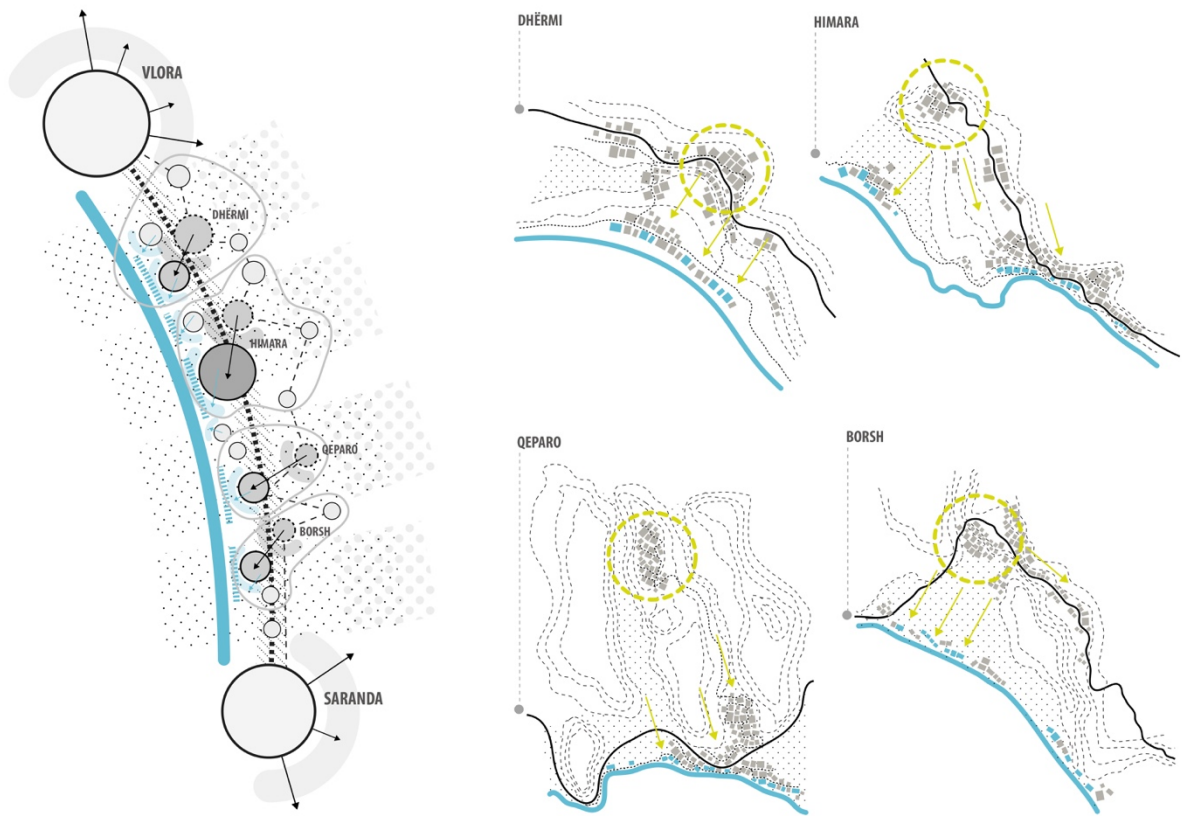 VLORA
DHËRMI
HIMARA
QEPARO
BORSH
SARANDA
DHËRMI
HIMARA
QEPARO
BORSH